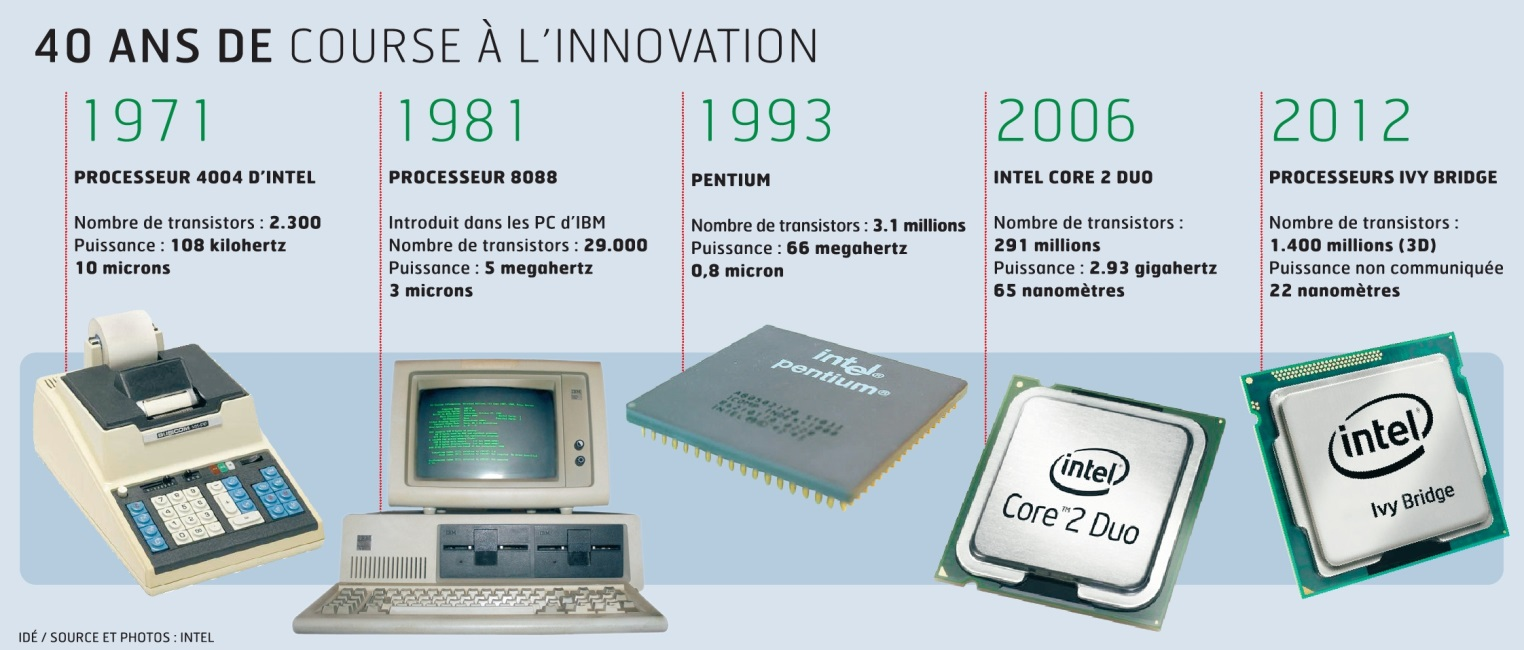 40 ANS DE COURSE À L'INNOVATION
1971
PROCESSEUR 4004 D'INTEL
Nombre de transistors : 2.300
Puissance : 108 kilohertz
10 microns
1981
PROCESSEUR 8088
Introduit dans les PC d'IBM
Nombre de transistors : 29.000
Puissance : 5 megahertz
3 microns
1993
PENTIUM
Nombre de transistors : 3.1 millions
Puissance : 66 megahertz
0,8 micron
2006
INTEL CORE 2 DUO
Nombre de transistors :
291 millions
Puissance : 2.93 gigahertz
65 nanomètres
2012
PROCESSEURS IVY BRIDGE
Nombre de transistors :
1.400 millions (3D)
Puissance non communiquée
22 nanomètres
BUSICOM
IBM
intel®
pentium®
intel
Core™2 Duo
intel
Ivy Bridge
IDÉ / SOURCE ET PHOTOS : INTEL